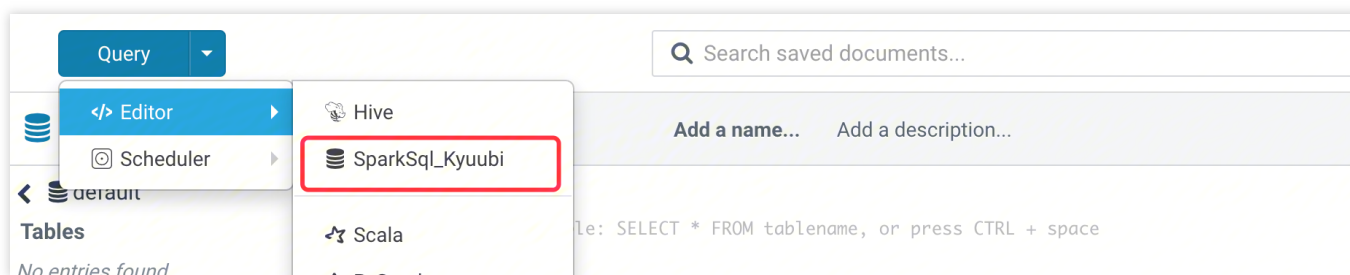 Query
Search saved documents...
</> Editor
Hive
Add a name...
Add a description...
Scheduler
SparkSql_Kyuubi
default
Tables
Scala
le: SELECT * FROM tablename, or press CTRL + space
No entries found